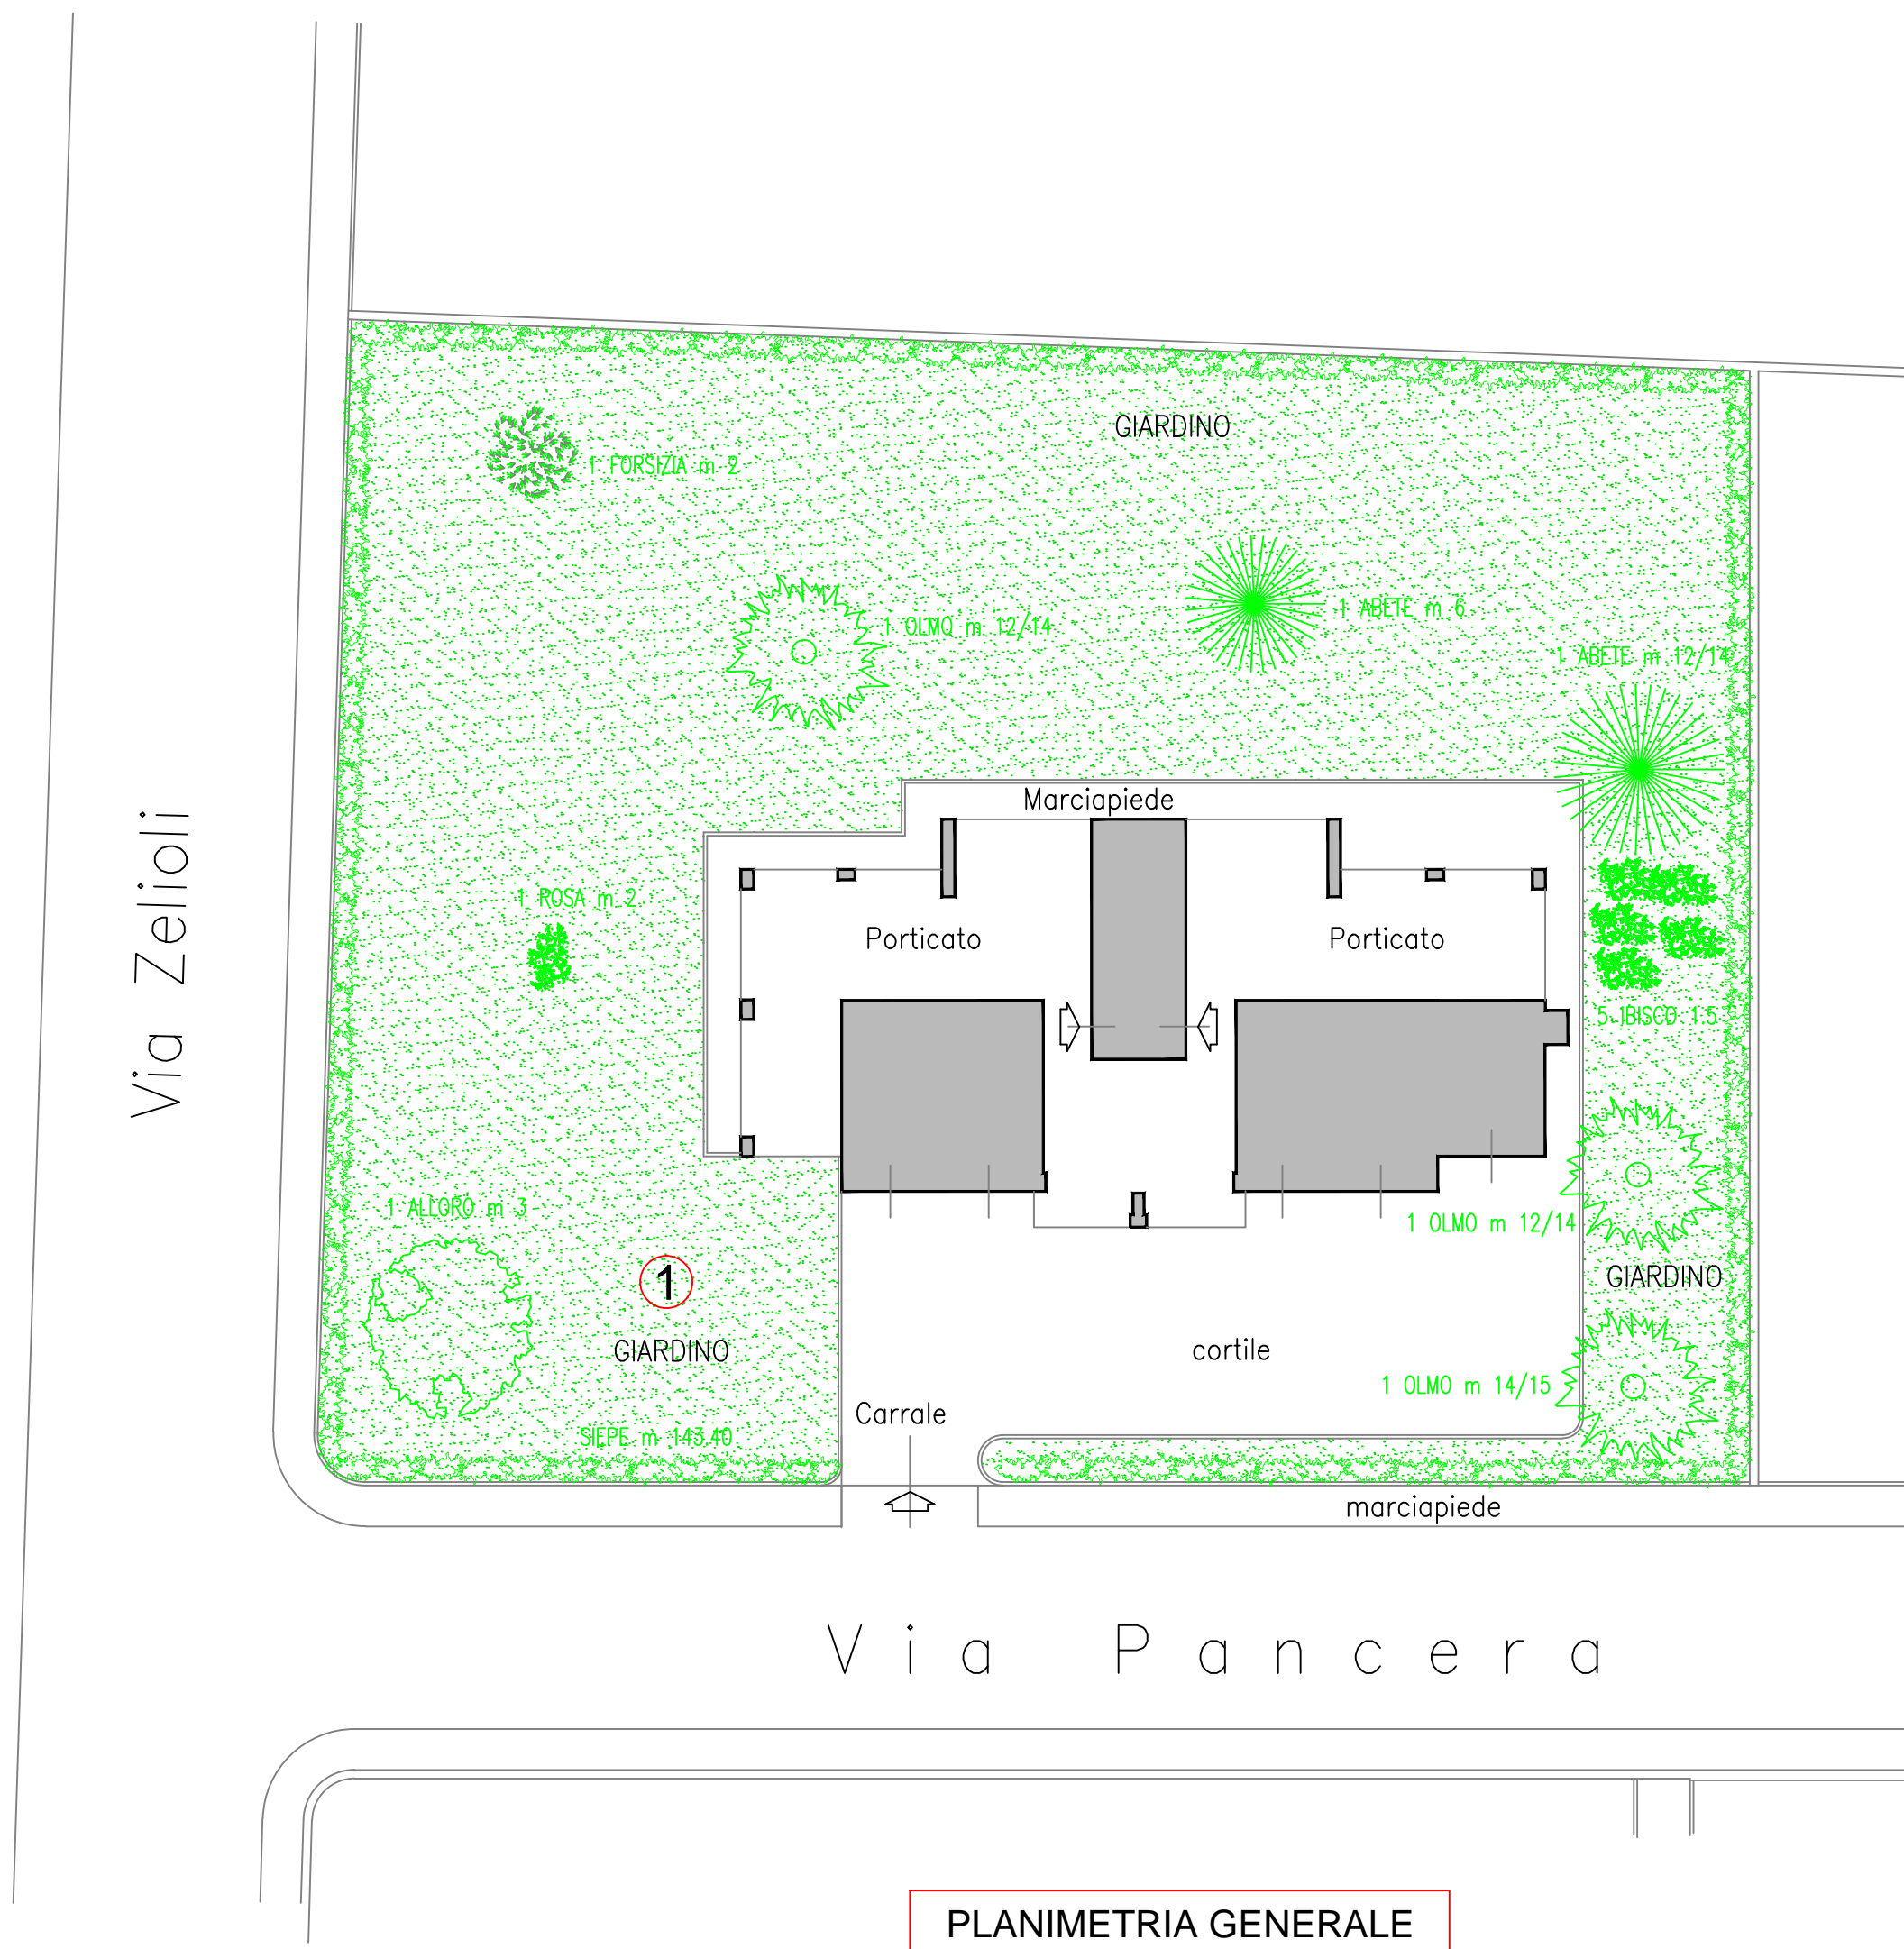 GIARDINO
1 FORSIZIA m 2
1 ABETE m 6
1 OLMO m 12/14
1 ABETE m 12/14
Marciapiede
Via Zelioli
1 ROSA m 2
Porticato
Porticato
5 IBISCO 1.5
1 ALLORO m 3
1 OLMO m 12/14
1
GIARDINO
GIARDINO
cortile
1 OLMO m 14/15
Carrale
SIEPE m 143.40
marciapiede
Via Pancera
PLANIMETRIA GENERALE